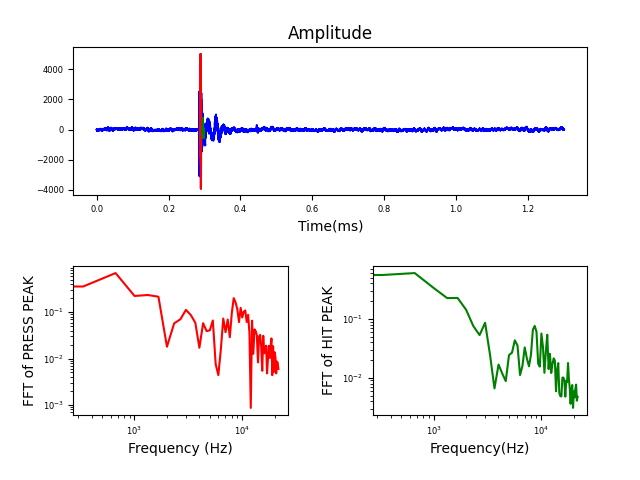 Amplitude
4000
2000
0
−2000
−4000
0.0 0.2 0.4 0.6 0.8 1.0 1.2
Time(ms)
FFT of PRESS PEAK
10⁻¹
10⁻²
10⁻³
10³ 10⁴
Frequency (Hz)
FFT of HIT PEAK
10⁻¹
10⁻²
10³ 10⁴
Frequency(Hz)